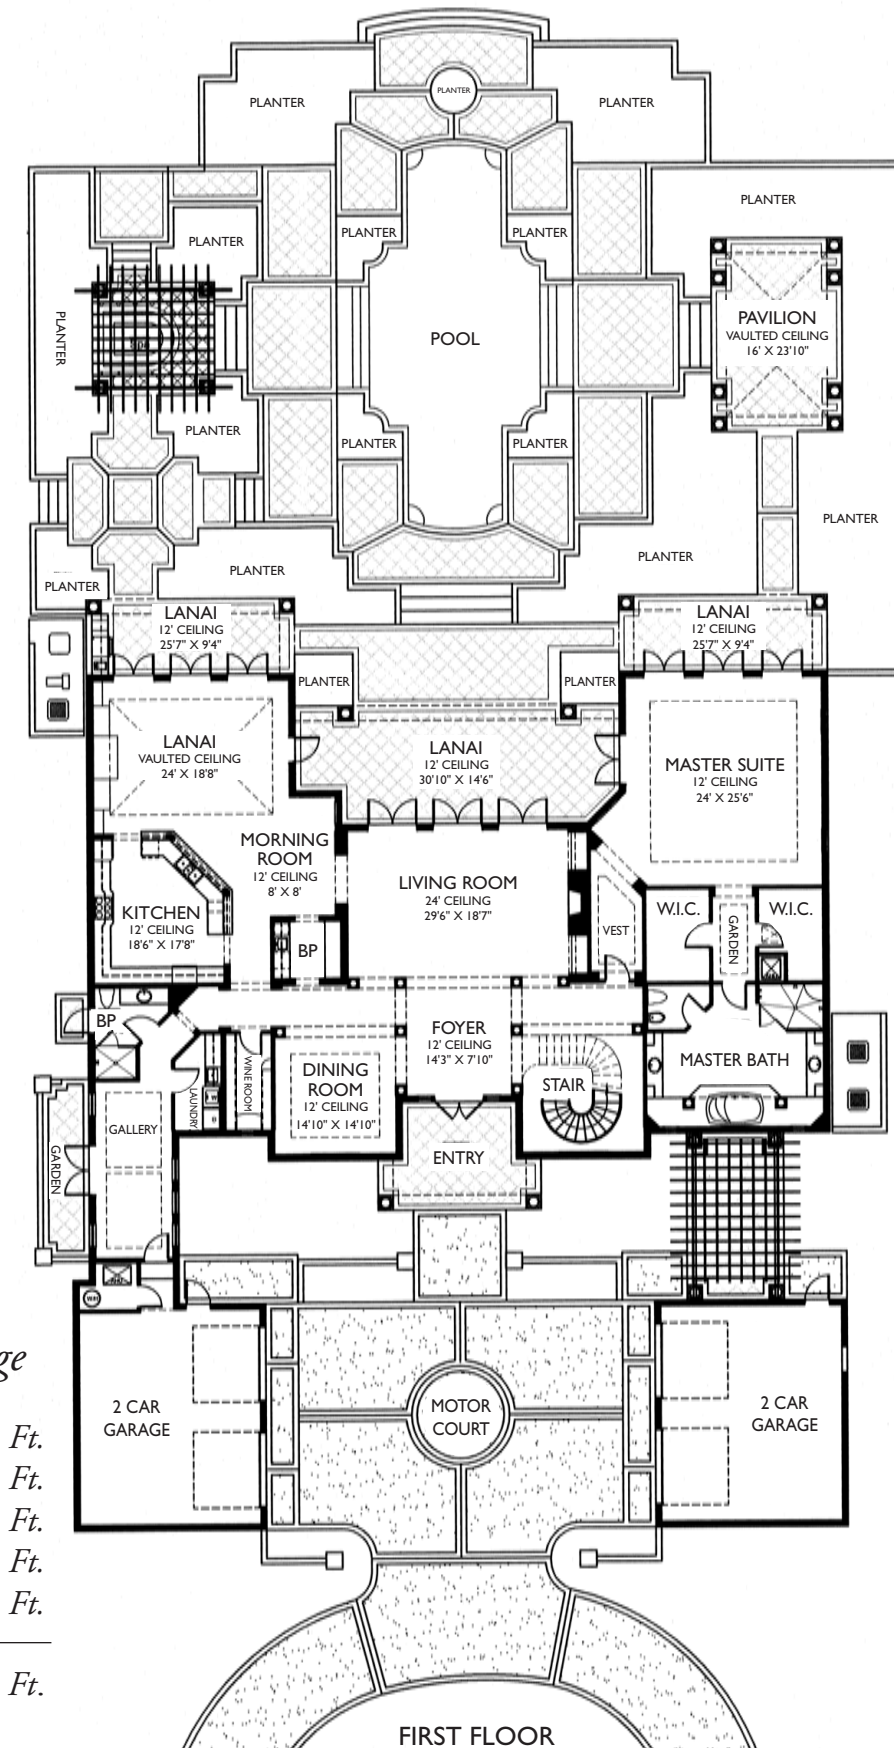 PLANTER
PLANTER
PLANTER
PLANTER
PLANTER
PLANTER
PLANTER
PLANTER
POOL
PAVILION
VAULTED CEILING
16' X 23'10"
PLANTER
PLANTER
PLANTER
PLANTER
PLANTER
PLANTER
PLANTER
LANAI
12' CEILING
25'7" X 9'4"
LANAI
12' CEILING
25'7" X 9'4"
PLANTER
PLANTER
LANAI
VAULTED CEILING
24' X 18'8"
LANAI
12' CEILING
30'10" X 14'6"
MASTER SUITE
12' CEILING
24' X 25'6"
MORNING
ROOM
12' CEILING
8' X 8'
LIVING ROOM
24' CEILING
29'6" X 18'7"
KITCHEN
12' CEILING
18'6" X 17'8"
BP
VEST
W.I.C.
GARDEN
W.I.C.
BP
FOYER
12' CEILING
14'3" X 7'10"
DINING
ROOM
12' CEILING
14'10" X 14'10"
WINE ROOM
LAUNDRY
STAIR
MASTER BATH
GALLERY
GARDEN
ENTRY
2 CAR
GARAGE
MOTOR
COURT
2 CAR
GARAGE
ge
Ft.
Ft.
Ft.
Ft.
Ft.
Ft.
FIRST FLOOR